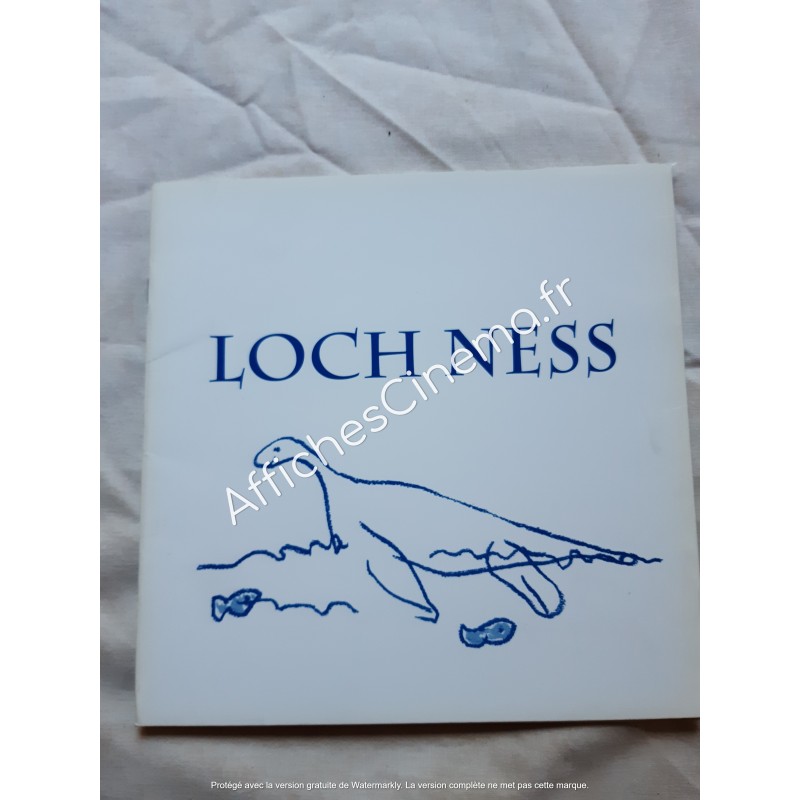 LOCH NESS
AffichesCinema.fr
Protégé avec la version gratuite de Watermarkly. La version complète ne met pas cette marque.